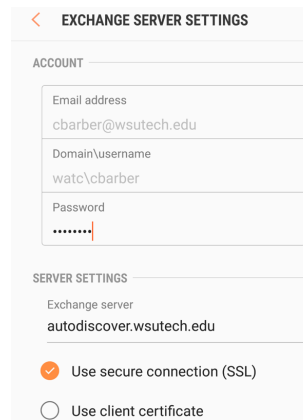 EXCHANGE SERVER SETTINGS
ACCOUNT
Email address
cbarber@wsutech.edu
Domain\username
watc\cbarber
Password
••••••••
SERVER SETTINGS
Exchange server
autodiscover.wsutech.edu
Use secure connection (SSL)
Use client certificate